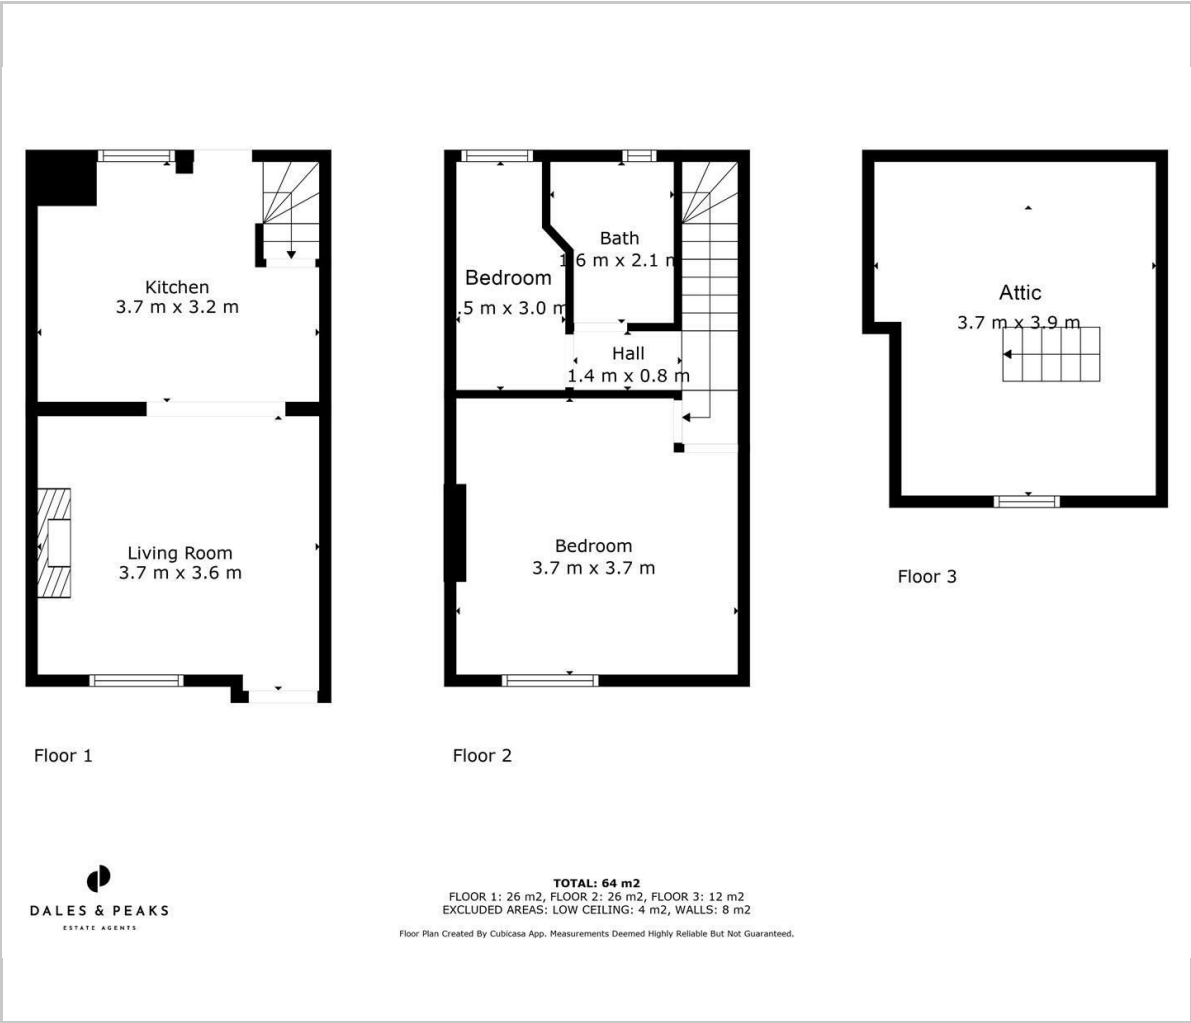 Kitchen
3.7 m x 3.2 m
Living Room
3.7 m x 3.6 m
Floor 1
Bath
1.6 m x 2.1 m
Bedroom
.5 m x 3.0 m
Hall
1.4 m x 0.8 m
Bedroom
3.7 m x 3.7 m
Floor 2
Attic
3.7 m x 3.9 m
Floor 3
DALES & PEAKS
ESTATE AGENTS
TOTAL: 64 m2
FLOOR 1: 26 m2, FLOOR 2: 26 m2, FLOOR 3: 12 m2
EXCLUDED AREAS: LOW CEILING: 4 m2, WALLS: 8 m2
Floor Plan Created By Cubicasa App. Measurements Deemed Highly Reliable But Not Guaranteed.